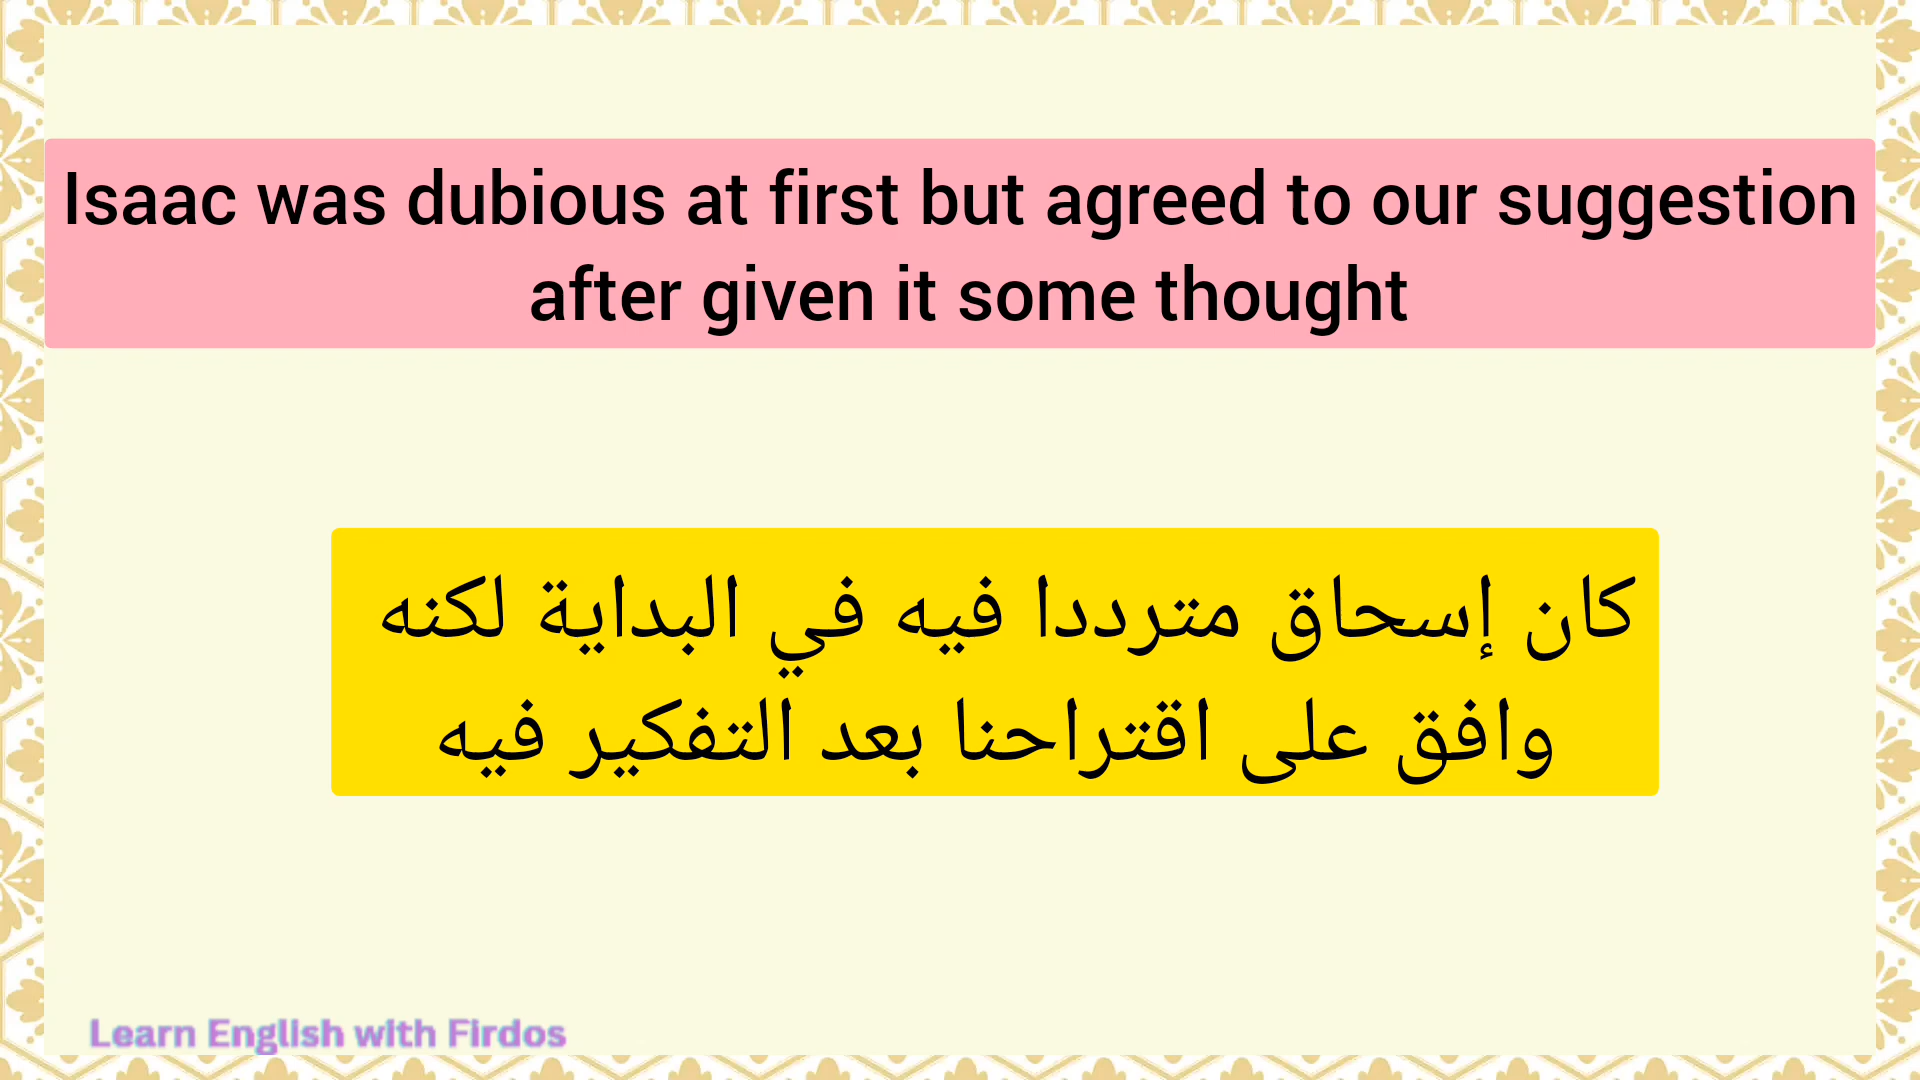 Isaac was dubious at first but agreed to our suggestion
after given it some thought
كان إسحاق مترددا فيه في البداية لكنه
وافق على اقتراحنا بعد التفكير فيه
Learn English with Firdos